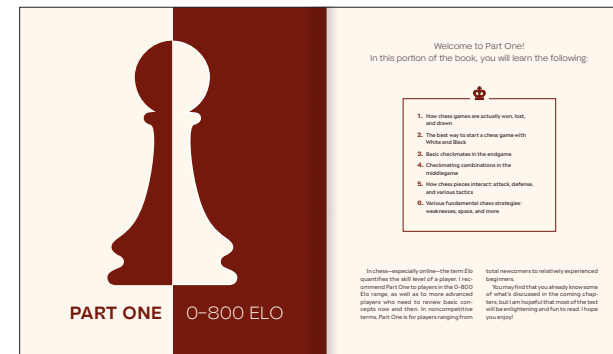 PART ONE 0–800 ELO
Welcome to Part One!
In this portion of the book, you will learn the following:
1. How chess games are actually won, lost,
and drawn
2. The best way to start a chess game with
White and Black
3. Basic checkmates in the endgame
4. Checkmating combinations in the
middlegame
5. How chess pieces interact: attack, defense,
and various tactics
6. Various fundamental chess strategies:
weaknesses, space, and more
In chess—especially online—the term Elo
quantifies the skill level of a player. I rec-
ommend Part One to players in the 0–800
Elo range, as well as to more advanced
players who need to review basic con-
cepts now and then. In noncompetitive
terms, Part One is for players ranging from
total newcomers to relatively experienced
beginners.
You may find that you already know some
of what's discussed in the coming chap-
ters, but I am hopeful that most of the text
will be enlightening and fun to read. I hope
you enjoy!